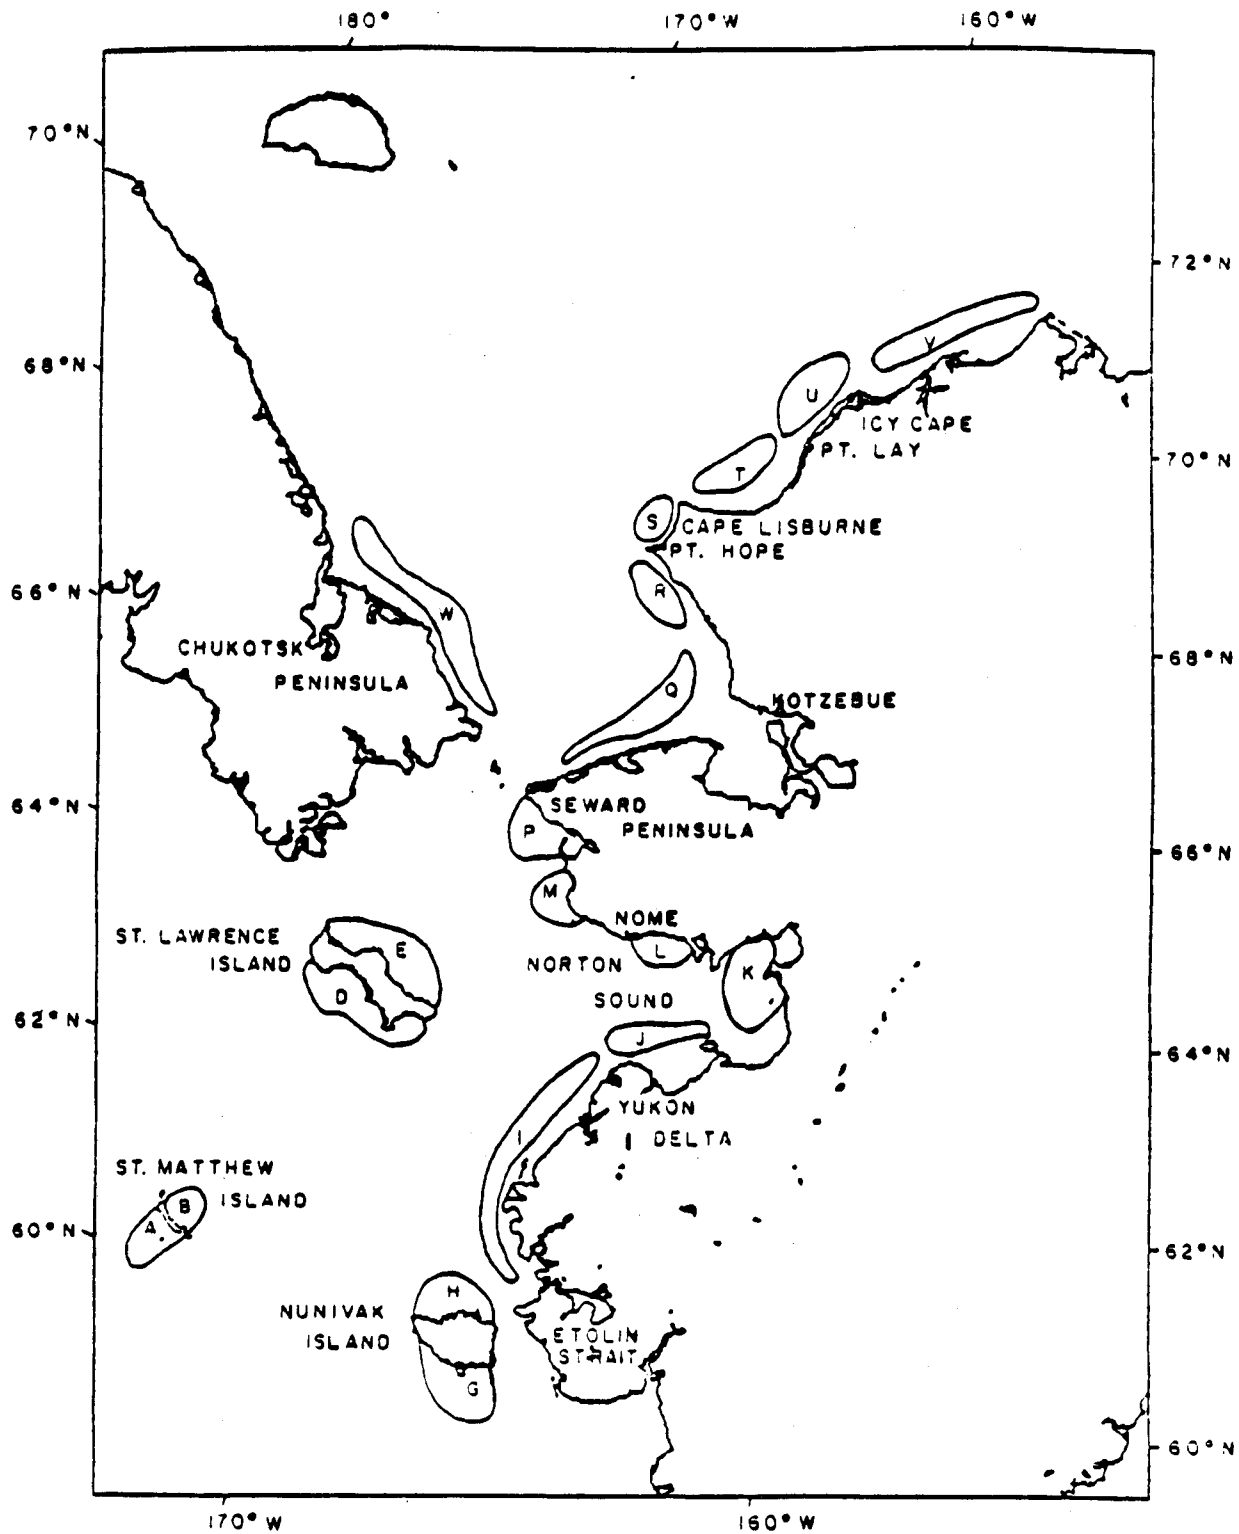 180° 170°W 160°W
70°N
72°N
68°N
V
U
ICY CAPE
PT. LAY
70°N
T
S
CAPE LISBURNE
PT. HOPE
66°N
R
W
CHUKOTSK
PENINSULA
68°N
Q
KOTZEBUE
64°N
SEWARD
PENINSULA
P
66°N
M
NOME
ST. LAWRENCE
ISLAND
E
L
NORTON
SOUND
K
D
62°N
J
64°N
YUKON
DELTA
I
ST. MATTHEW
ISLAND
B
A
60°N
62°N
H
NUNIVAK
ISLAND
ETOLIN
STRAIT
G
60°N
170°W 160°W